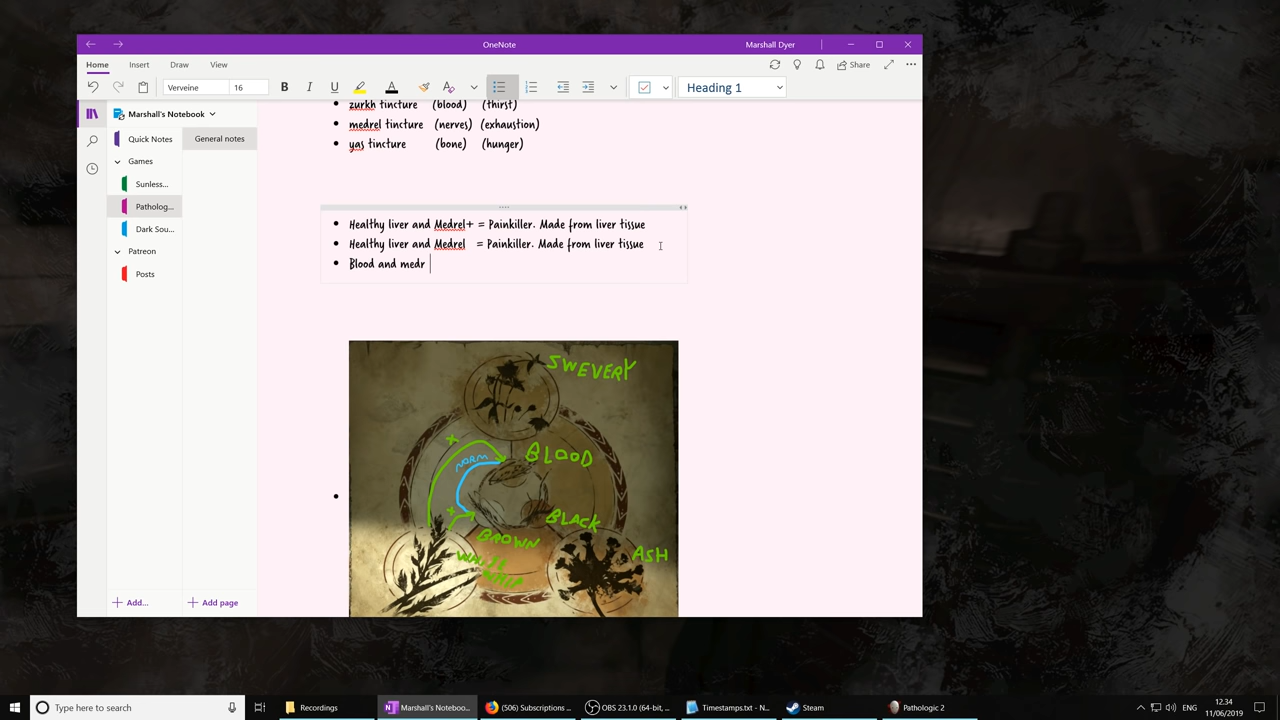 OneNote
Marshall Dyer
Home Insert Draw View
Share
Verveine 16 B I U A Heading 1
Marshall's Notebook
Quick Notes
Games
Sunless...
Patholog...
Dark Sou...
Patreon
Posts
Add...
General notes
Add page
zurkh tincture (blood) (thirst)
medrel tincture (nerves) (exhaustion)
yas tincture (bone) (hunger)
Healthy liver and Medrel+ = Painkiller. Made from liver tissue
Healthy liver and Medrel = Painkiller. Made from liver tissue
Blood and medr
SWEVERY
+
NORM
BLOOD
+
BLACK
BROWN
ASH
WHITE
WHIP
Type here to search
Recordings
Marshall's Noteboo...
(506) Subscriptions ...
OBS 23.1.0 (64-bit, ...
Timestamps.txt - N...
Steam
Pathologic 2
ENG
12.34
11/06/2019